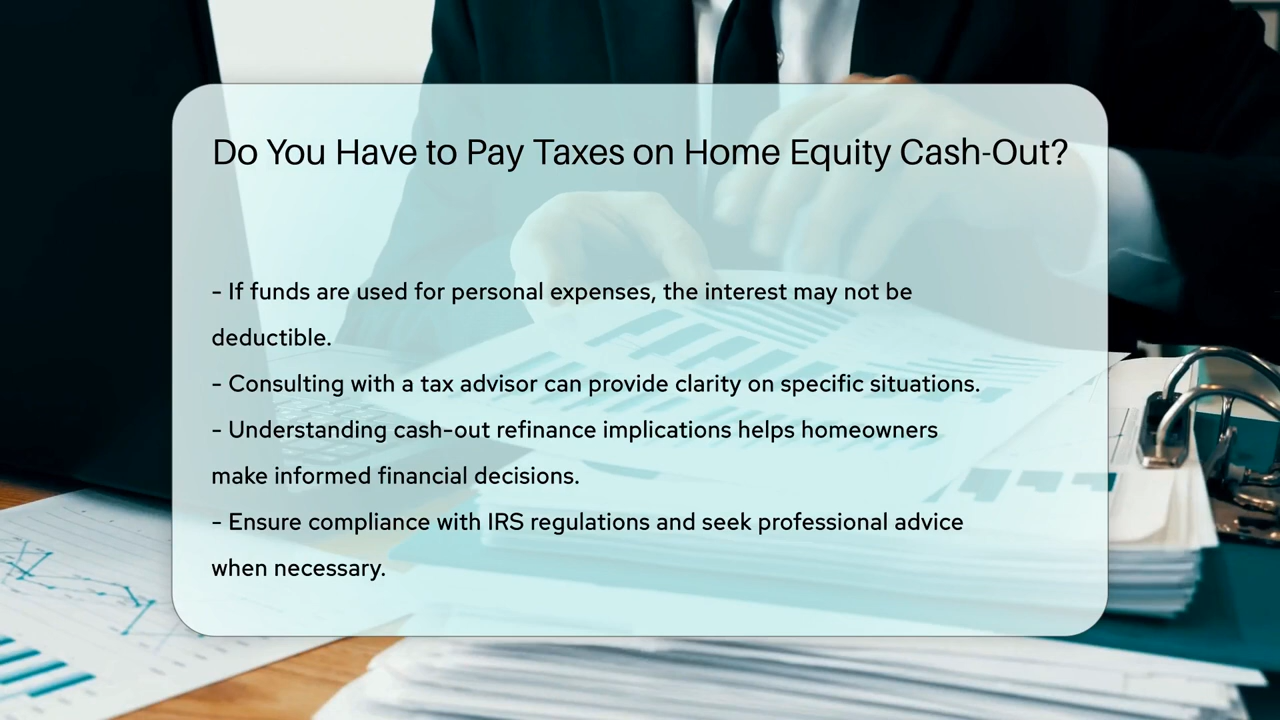 Do You Have to Pay Taxes on Home Equity Cash-Out?
- If funds are used for personal expenses, the interest may not be
deductible.
- Consulting with a tax advisor can provide clarity on specific situations.
- Understanding cash-out refinance implications helps homeowners
make informed financial decisions.
- Ensure compliance with IRS regulations and seek professional advice
when necessary.